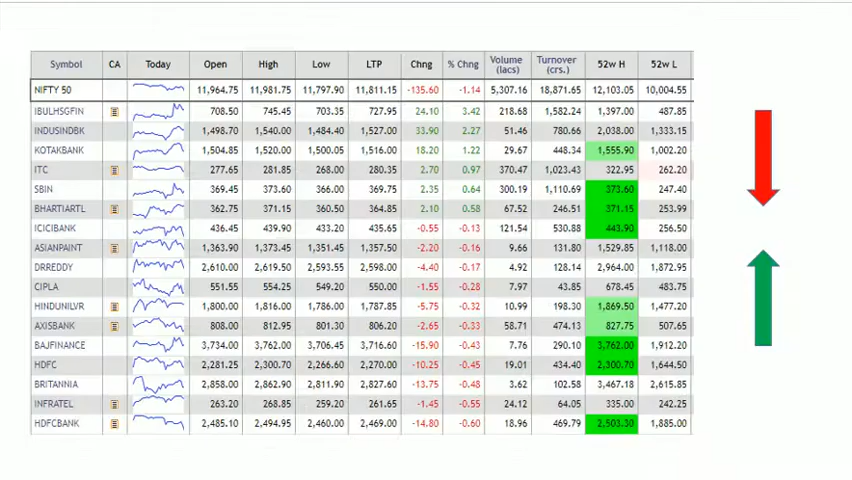 Symbol CA Today Open High Low LTP Chng % Chng Volume (lacs) Turnover (crs.) 52w H 52w L
NIFTY 50 11,964.75 11,981.75 11,797.90 11,811.15 -135.60 -1.14 5,307.16 18,871.65 12,103.05 10,004.55
IBULHSGFIN 708.50 745.45 703.35 727.95 24.10 3.42 218.68 1,582.24 1,397.00 487.85
INDUSINDBK 1,498.70 1,540.00 1,484.40 1,527.00 33.90 2.27 51.46 780.66 2,038.00 1,333.15
KOTAKBANK 1,504.85 1,520.00 1,500.05 1,516.00 18.20 1.22 29.67 448.34 1,555.90 1,002.20
ITC 277.65 281.85 268.00 280.35 2.70 0.97 370.47 1,023.43 322.95 262.20
SBIN 369.45 373.60 366.00 369.75 2.35 0.64 300.19 1,110.69 373.60 247.40
BHARTIARTL 362.75 371.15 360.50 364.85 2.10 0.58 67.52 246.51 371.15 253.99
ICICIBANK 436.45 439.90 433.20 435.65 -0.55 -0.13 121.54 530.88 443.90 256.50
ASIANPAINT 1,363.90 1,373.45 1,351.45 1,357.50 -2.20 -0.16 9.66 131.80 1,529.85 1,118.00
DRREDDY 2,610.00 2,619.50 2,593.55 2,598.00 -4.40 -0.17 4.92 128.14 2,964.00 1,872.95
CIPLA 551.55 554.25 549.20 550.00 -1.55 -0.28 7.97 43.85 678.45 483.75
HINDUNILVR 1,800.00 1,816.00 1,786.00 1,787.85 -5.75 -0.32 10.99 198.30 1,869.50 1,477.20
AXISBANK 808.00 812.95 801.30 806.20 -2.65 -0.33 58.71 474.13 827.75 507.65
BAJFINANCE 3,734.00 3,762.00 3,706.45 3,716.60 -15.90 -0.43 7.76 290.10 3,762.00 1,912.20
HDFC 2,281.25 2,300.70 2,266.60 2,270.00 -10.25 -0.45 19.01 434.40 2,300.70 1,644.50
BRITANNIA 2,858.00 2,862.90 2,811.90 2,827.60 -13.75 -0.48 3.62 102.58 3,467.18 2,615.85
INFRATEL 263.20 268.85 259.20 261.65 -1.45 -0.55 24.12 64.05 335.00 242.25
HDFCBANK 2,485.10 2,494.95 2,460.00 2,469.00 -14.80 -0.60 18.96 469.79 2,503.30 1,885.00